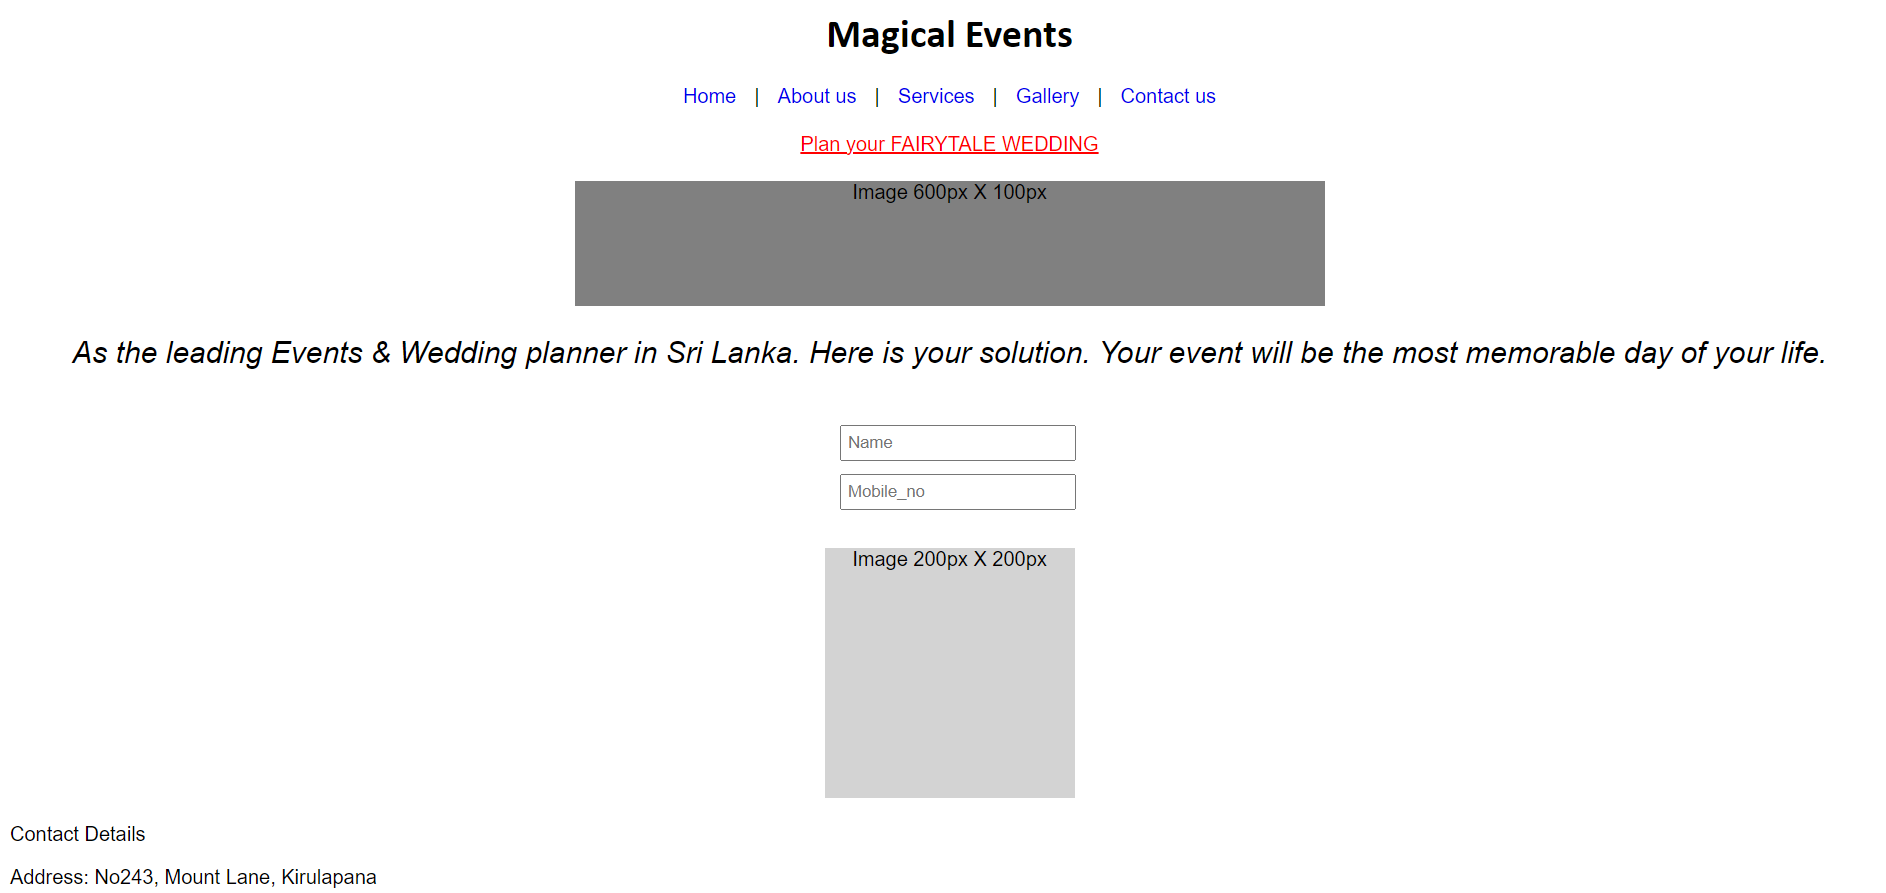 Magical Events
Home | About us | Services | Gallery | Contact us
Plan your FAIRYTALE WEDDING
Image 600px X 100px
As the leading Events & Wedding planner in Sri Lanka. Here is your solution. Your event will be the most memorable day of your life.
Name
Mobile_no
Image 200px X 200px
Contact Details
Address: No243, Mount Lane, Kirulapana